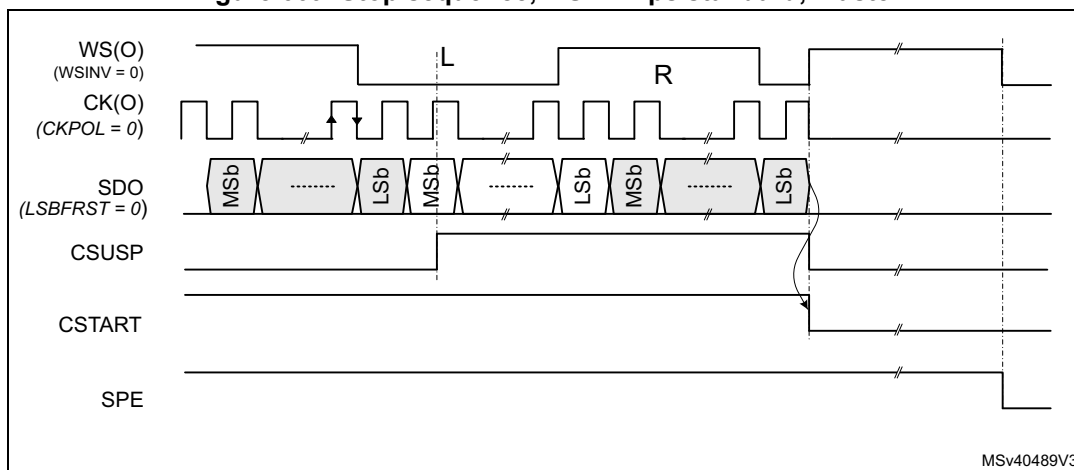 WS(O)
(WSINV = 0)
L
R
CK(O)
(CKPOL = 0)
SDO
(LSBFRST = 0)
MSb
--------
LSb
MSb
--------
LSb
MSb
--------
LSb
CSUSP
CSTART
SPE
MSv40489V3